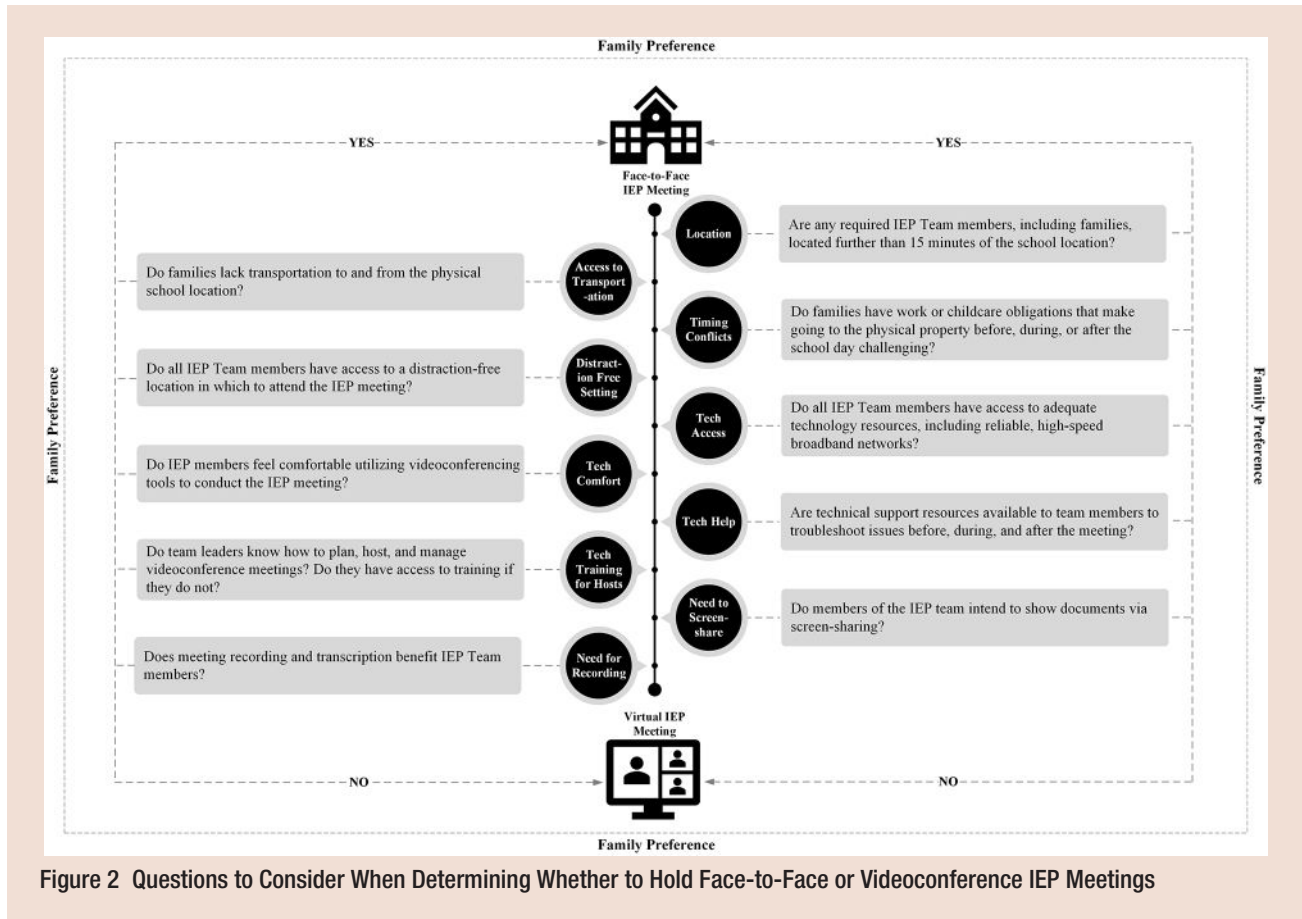 Family Preference
YES
YES
Face-to-Face
IEP Meeting
Location
Are any required IEP Team members, including families,
located further than 15 minutes of the school location?
Do families lack transportation to and from the physical
school location?
Access to
Transport
-ation
Timing
Conflicts
Do families have work or childcare obligations that make
going to the physical property before, during, or after the
school day challenging?
Do all IEP Team members have access to a distraction-free
location in which to attend the IEP meeting?
Distract-
ion Free
Setting
Family Preference
Family Preference
Tech
Access
Do all IEP Team members have access to adequate
technology resources, including reliable, high-speed
broadband networks?
Do IEP members feel comfortable utilizing videoconferencing
tools to conduct the IEP meeting?
Tech
Comfort
Tech Help
Are technical support resources available to team members to
troubleshoot issues before, during, and after the meeting?
Do team leaders know how to plan, host, and manage
videoconference meetings? Do they have access to training if
they do not?
Tech
Training
for Hosts
Need to
Screen-
share
Do members of the IEP team intend to show documents via
screen-sharing?
Does meeting recording and transcription benefit IEP Team
members?
Need for
Recording
Virtual IEP
Meeting
NO
NO
Family Preference
Figure 2 Questions to Consider When Determining Whether to Hold Face-to-Face or Videoconference IEP Meetings